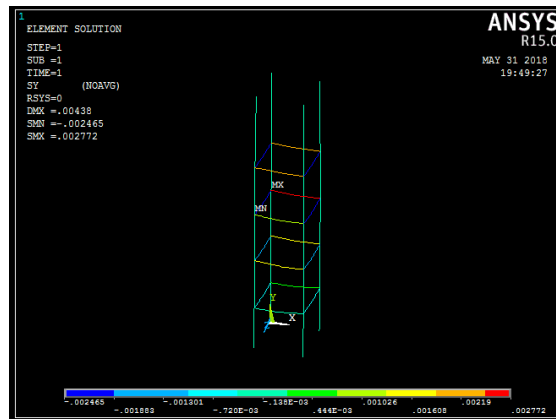 1
ELEMENT SOLUTION
STEP=1
SUB =1
TIME=1
SY (NOAVG)
RSYS=0
DMX =.00438
SMN =-.002465
SMX =.002772
ANSYS
R15.0
MAY 31 2018
19:49:27
MX
MN
Y
X
-.002465 -.001301 -.138E-03 .001026 .00219
-.001883 -.720E-03 .444E-03 .001608 .002772